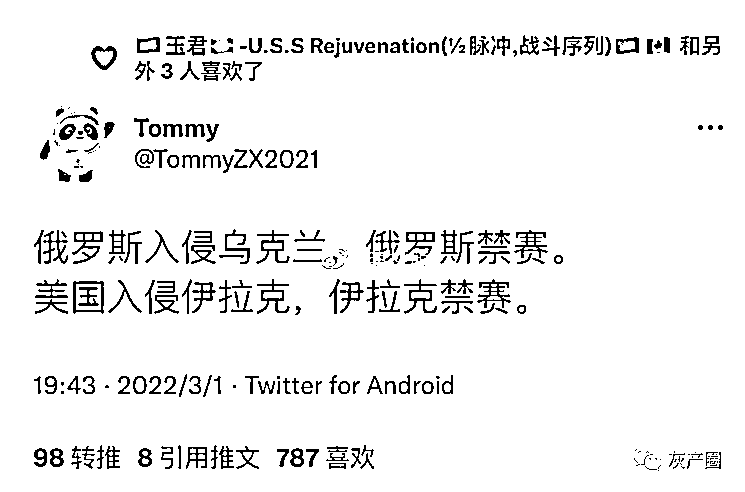 玉君 -U.S.S Rejuvenation(½脉冲,战斗序列) 和另
外 3 人喜欢了
Tommy
@TommyZX2021
俄罗斯入侵乌克兰,俄罗斯禁赛。
美国入侵伊拉克,伊拉克禁赛。
19:43 · 2022/3/1 · Twitter for Android
98 转推 8 引用推文 787 喜欢
灰产圈